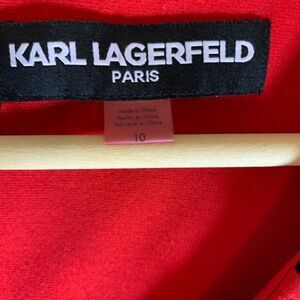 KARL LAGERFELD
PARIS
made in China
hecho en China
fabriqué en Chine
10